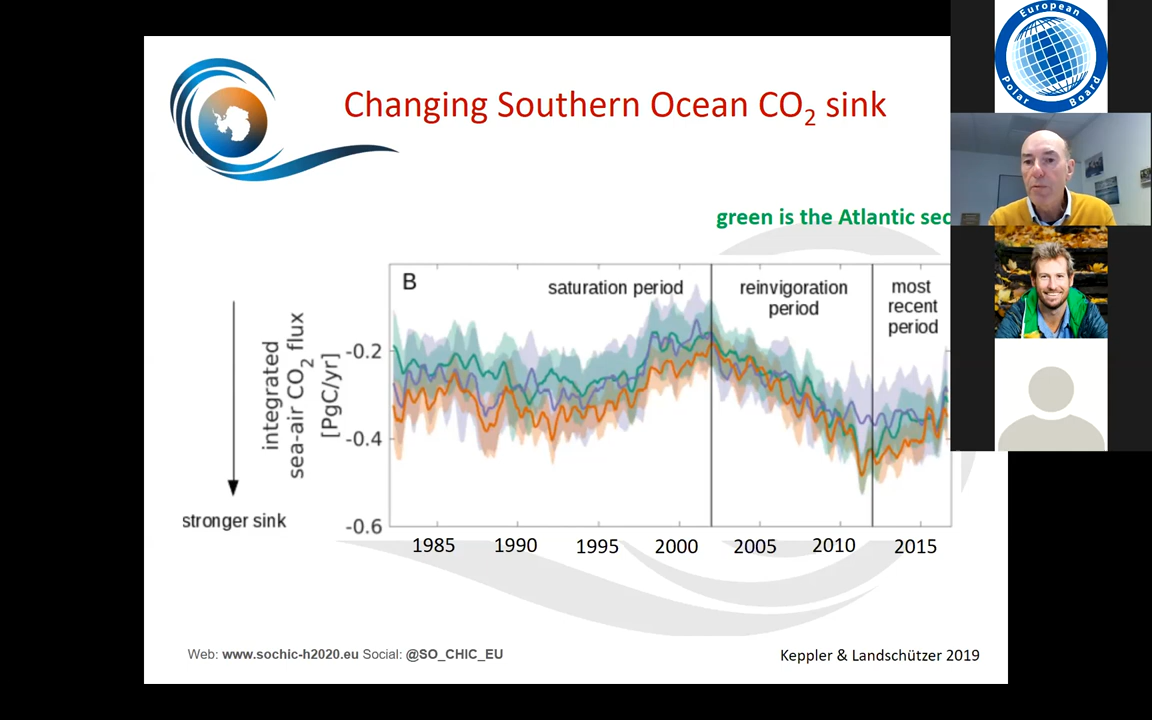 European
Polar Board
Changing Southern Ocean CO₂ sink
green is the Atlantic sec
B
saturation period
reinvigoration
period
most
recent
period
integrated
sea-air CO₂ flux
[PgC/yr]
-0.2
-0.4
-0.6
stronger sink
1985 1990 1995 2000 2005 2010 2015
Web: www.sochic-h2020.eu Social: @SO_CHIC_EU
Keppler & Landschützer 2019